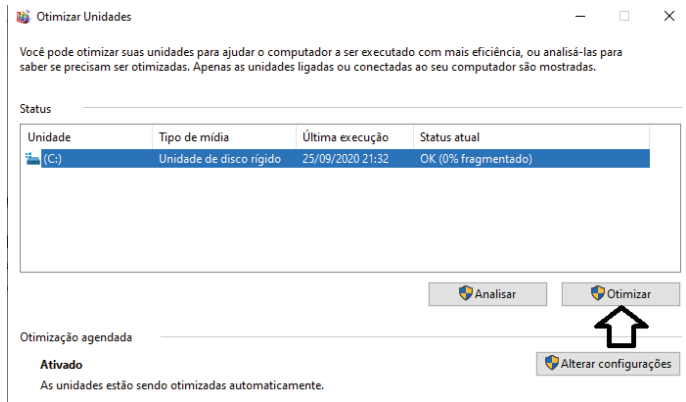 Otimizar Unidades
Você pode otimizar suas unidades para ajudar o computador a ser executado com mais eficiência, ou analisá-las para
saber se precisam ser otimizadas. Apenas as unidades ligadas ou conectadas ao seu computador são mostradas.
Status
Unidade Tipo de mídia Última execução Status atual
(C:) Unidade de disco rígido 25/09/2020 21:32 OK (0% fragmentado)
Analisar Otimizar
Otimização agendada
Ativado Alterar configurações
As unidades estão sendo otimizadas automaticamente.